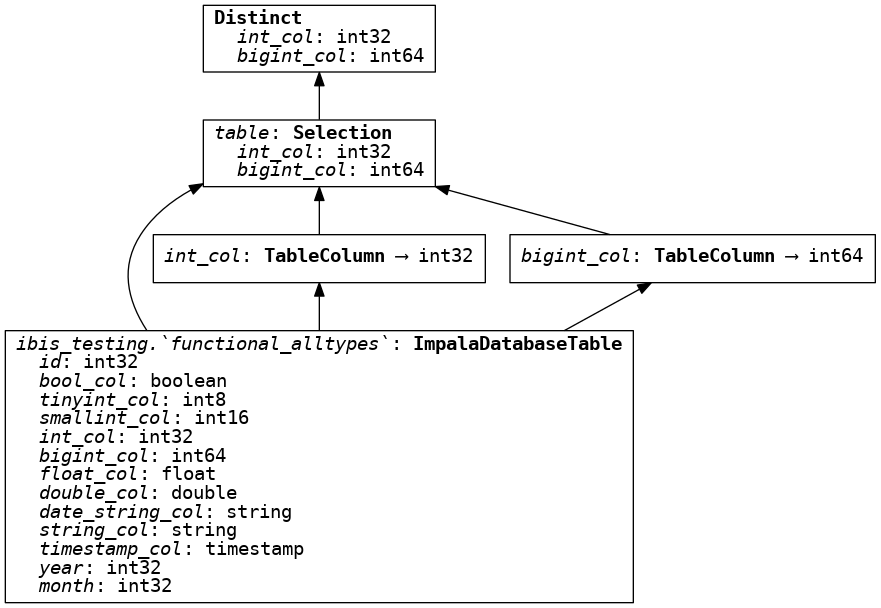 Distinct
int_col: int32
bigint_col: int64
table: Selection
int_col: int32
bigint_col: int64
int_col: TableColumn → int32
bigint_col: TableColumn → int64
ibis_testing.`functional_alltypes`: ImpalaDatabaseTable
id: int32
bool_col: boolean
tinyint_col: int8
smallint_col: int16
int_col: int32
bigint_col: int64
float_col: float
double_col: double
date_string_col: string
string_col: string
timestamp_col: timestamp
year: int32
month: int32